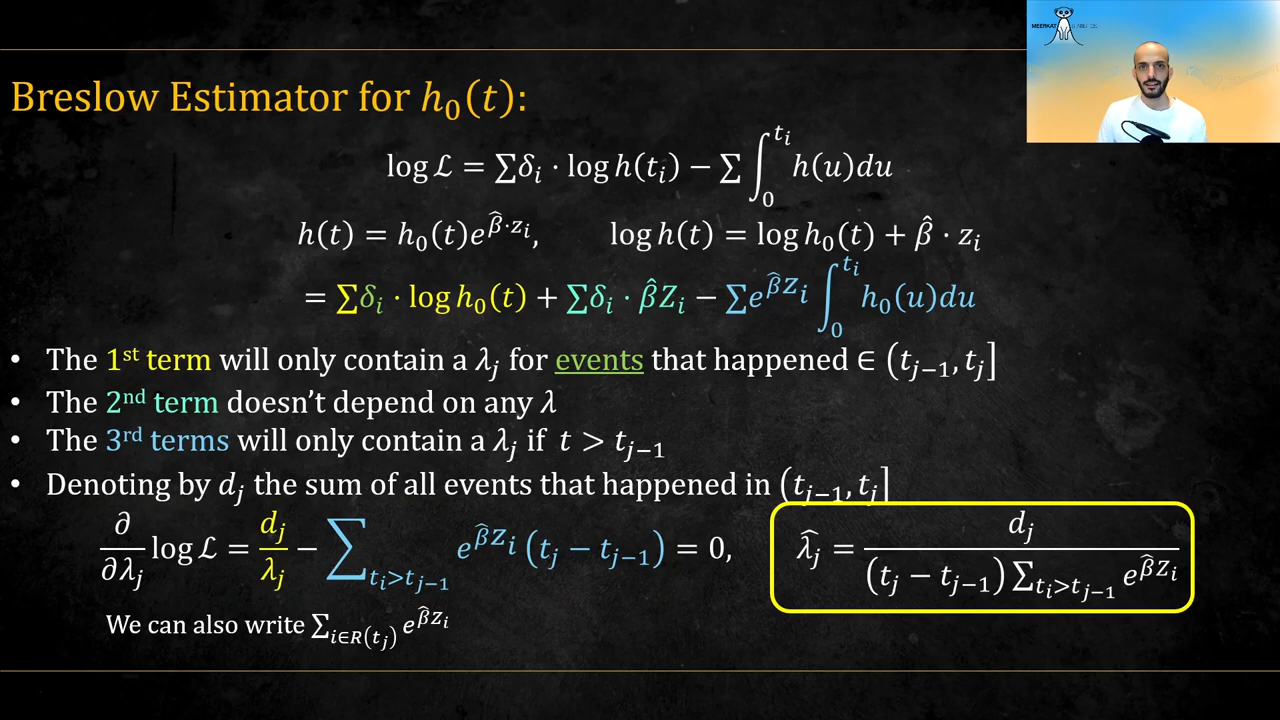 MEERKAT
Breslow Estimator for h₀(t):
log ℒ = ∑δᵢ · log h(tᵢ) − ∑ ∫₀^{tᵢ} h(u)du
h(t) = h₀(t)e^{β̂·zᵢ}, log h(t) = log h₀(t) + β̂ · zᵢ
= ∑δᵢ · log h₀(t) + ∑δᵢ · β̂Zᵢ − ∑e^{β̂Zᵢ} ∫₀^{tᵢ} h₀(u)du
• The 1st term will only contain a λⱼ for events that happened ∈ (tⱼ₋₁, tⱼ]
• The 2nd term doesn’t depend on any λ
• The 3rd terms will only contain a λⱼ if t > tⱼ₋₁
• Denoting by dⱼ the sum of all events that happened in (tⱼ₋₁, tⱼ]
∂/∂λⱼ log ℒ = dⱼ/λⱼ − ∑_{tᵢ>tⱼ₋₁} e^{β̂Zᵢ} (tⱼ − tⱼ₋₁) = 0, λ̂ⱼ = dⱼ / ((tⱼ − tⱼ₋₁) ∑_{tᵢ>tⱼ₋₁} e^{β̂Zᵢ})
We can also write ∑_{i∈R(tⱼ)} e^{β̂Zᵢ}